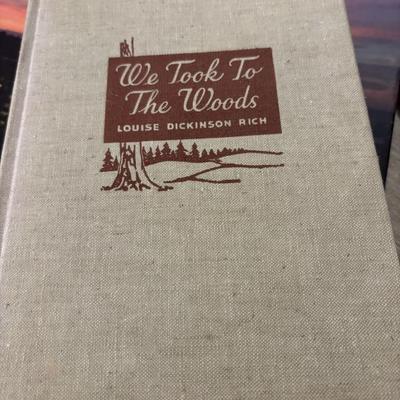 We Took To
The Woods
LOUISE DICKINSON RICH